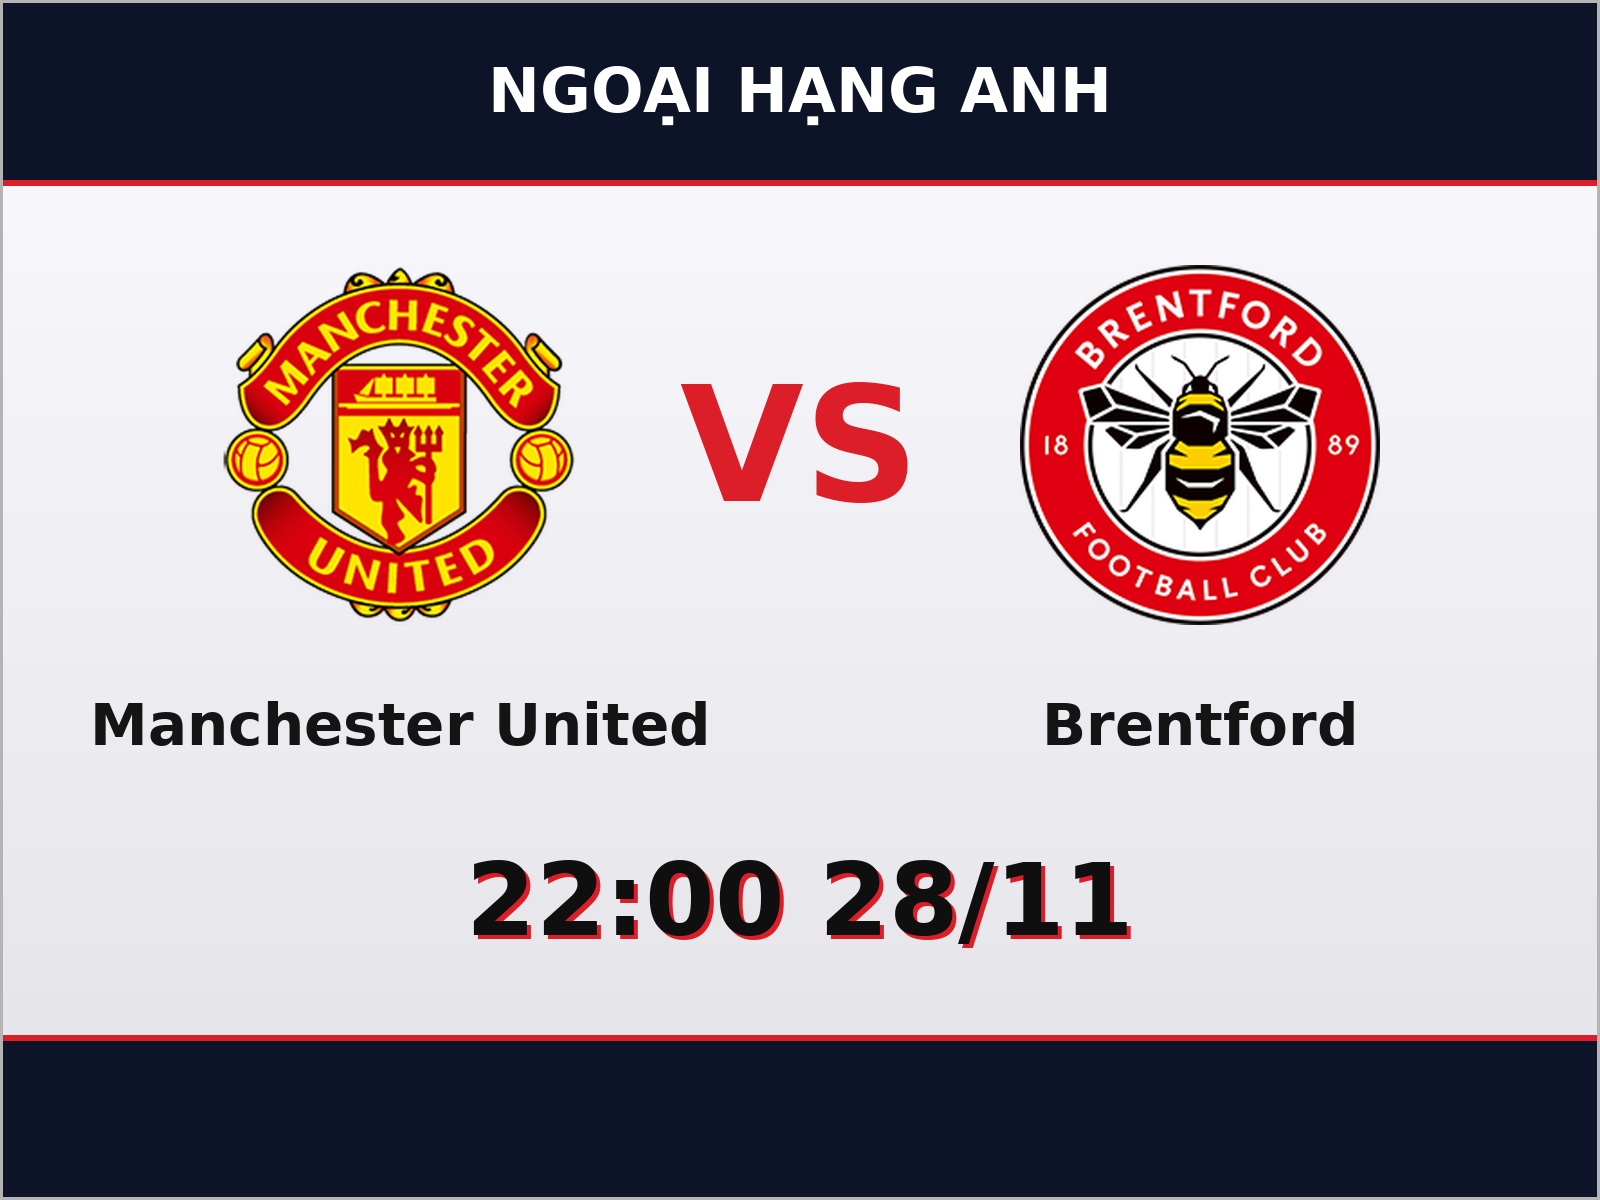 NGOẠI HẠNG ANH
MANCHESTER
UNITED
VS
BRENTFORD
18 89
FOOTBALL CLUB
Manchester United
Brentford
22:00 28/11